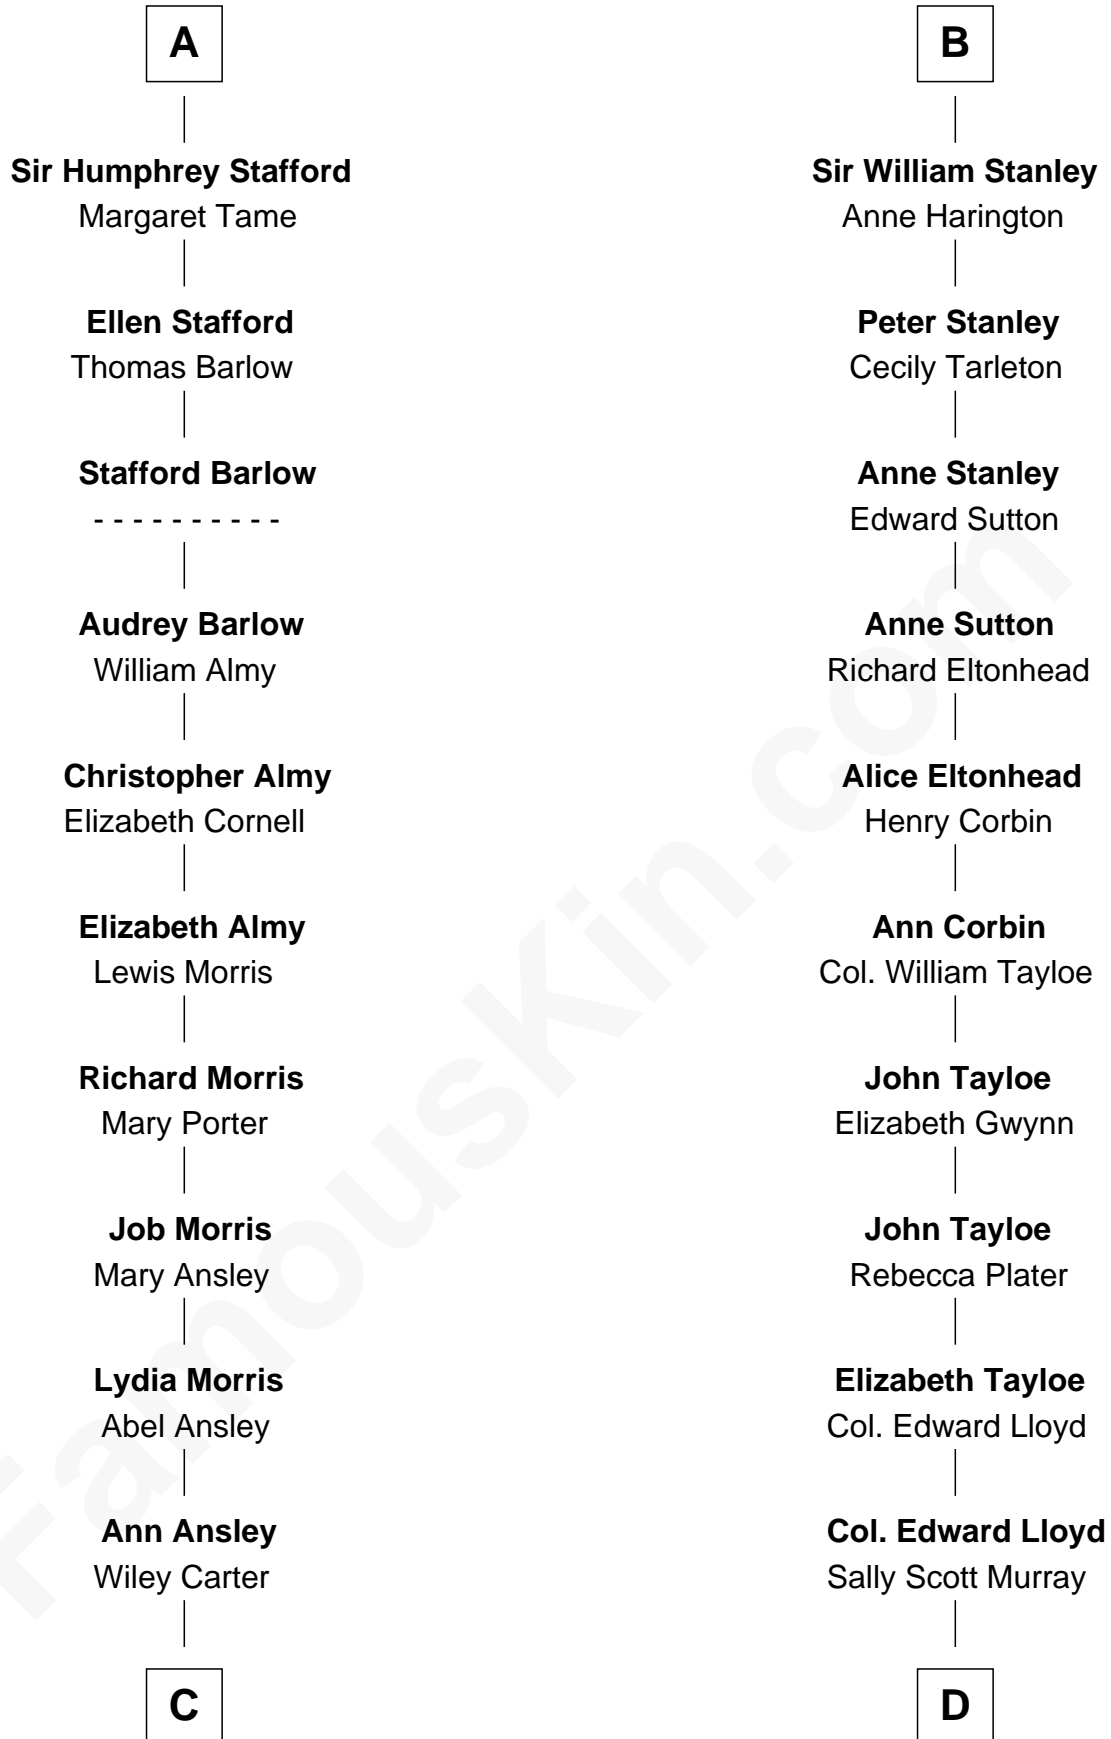 A
Sir Humphrey Stafford
Margaret Tame
Ellen Stafford
Thomas Barlow
Stafford Barlow
- - - - - - - - - -
Audrey Barlow
William Almy
Christopher Almy
Elizabeth Cornell
Elizabeth Almy
Lewis Morris
Richard Morris
Mary Porter
Job Morris
Mary Ansley
Lydia Morris
Abel Ansley
Ann Ansley
Wiley Carter
C
B
Sir William Stanley
Anne Harington
Peter Stanley
Cecily Tarleton
Anne Stanley
Edward Sutton
Anne Sutton
Richard Eltonhead
Alice Eltonhead
Henry Corbin
Ann Corbin
Col. William Tayloe
John Tayloe
Elizabeth Gwynn
John Tayloe
Rebecca Plater
Elizabeth Tayloe
Col. Edward Lloyd
Col. Edward Lloyd
Sally Scott Murray
D
FamousKin.com